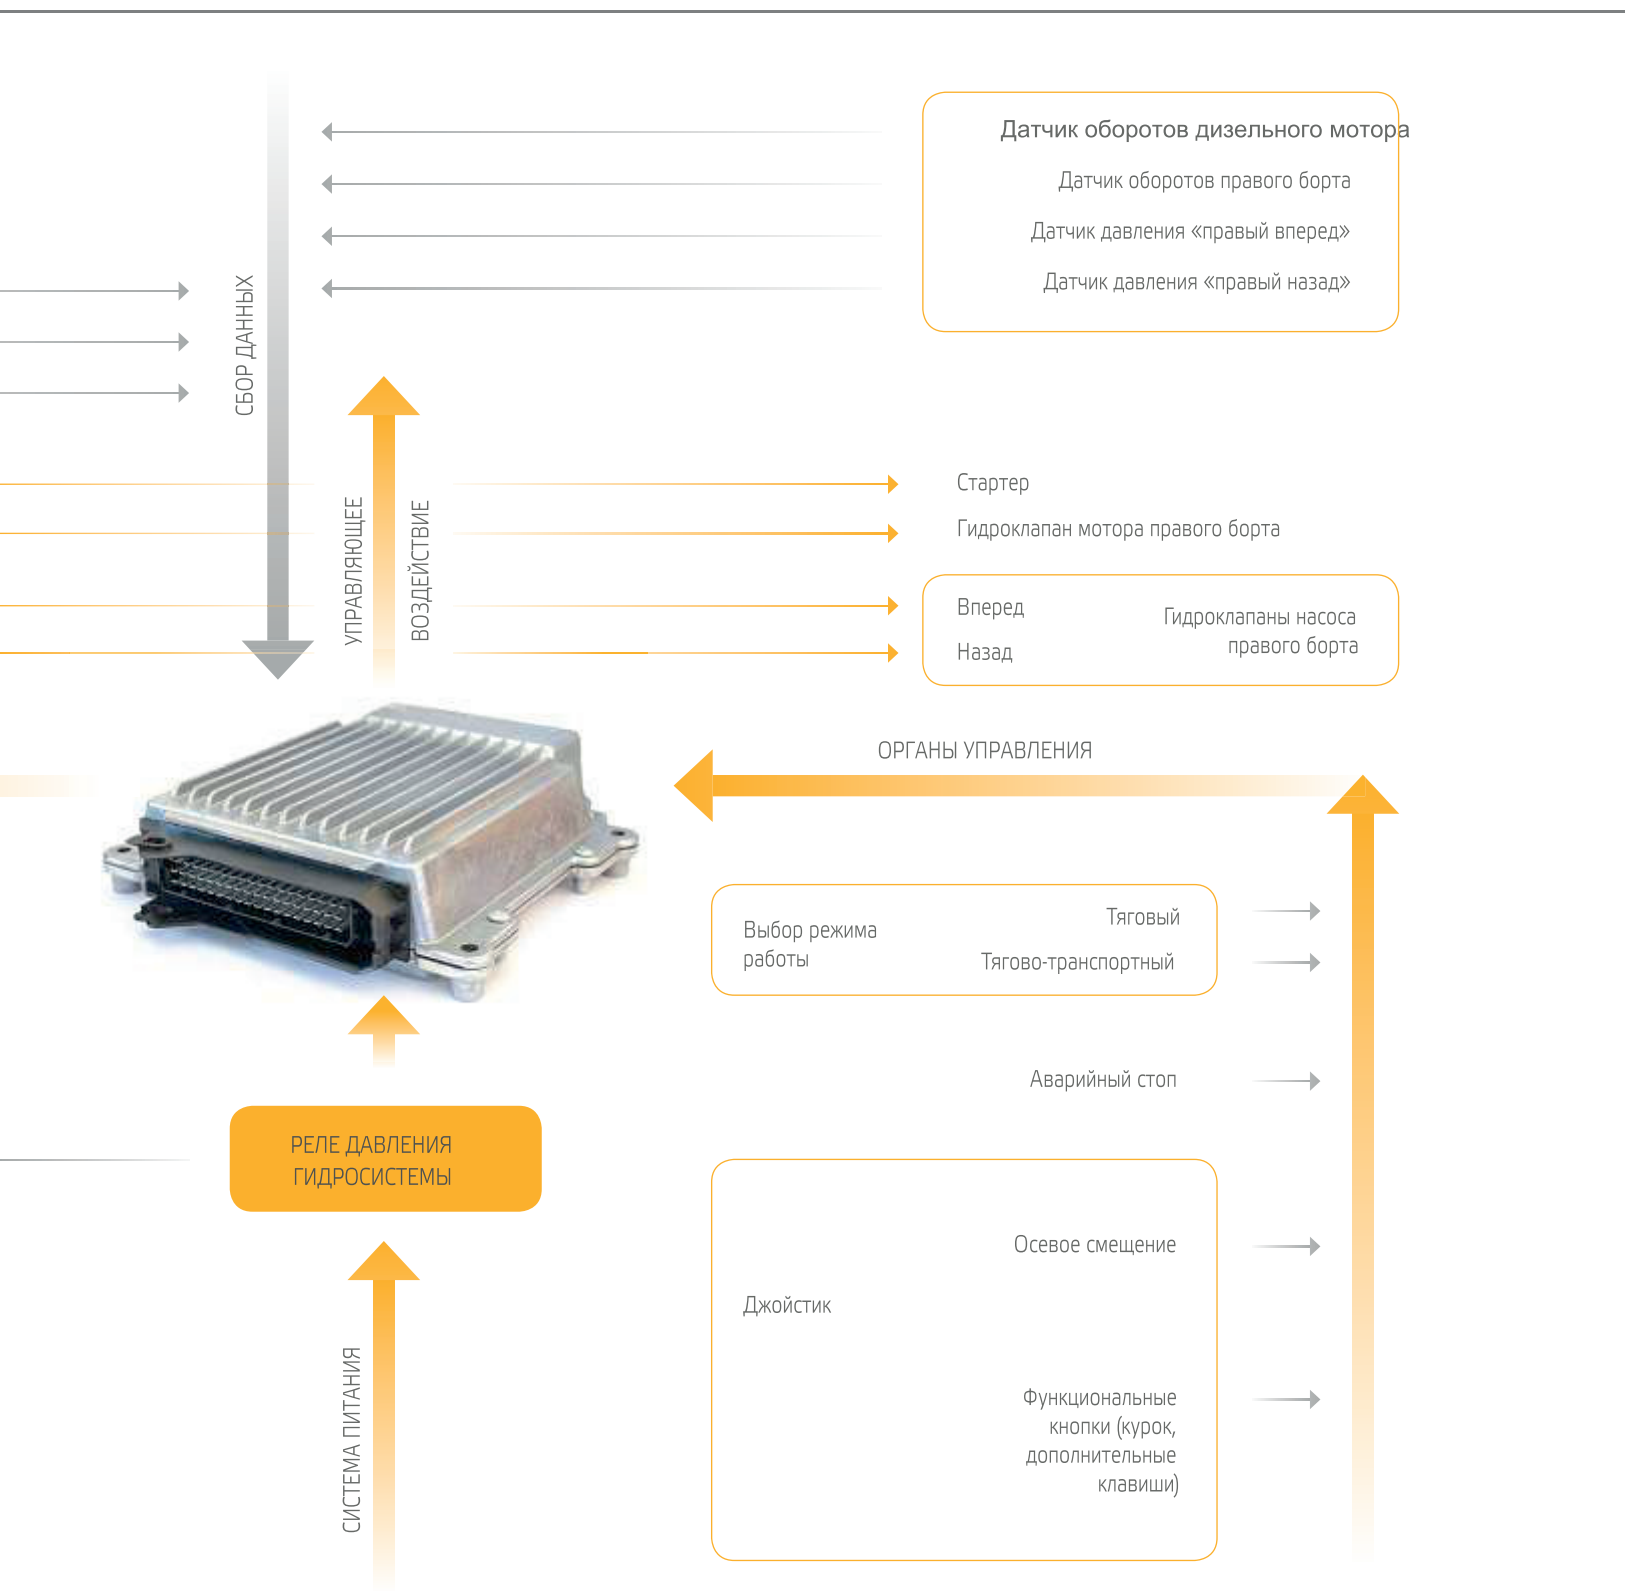 Датчик оборотов дизельного мотора
Датчик оборотов правого борта
Датчик давления «правый вперед»
Датчик давления «правый назад»
СБОР ДАННЫХ
УПРАВЛЯЮЩЕЕ
ВОЗДЕЙСТВИЕ
Стартер
Гидроклапан мотора правого борта
Вперед
Назад
Гидроклапаны насоса
правого борта
ОРГАНЫ УПРАВЛЕНИЯ
Выбор режима
работы
Тяговый
Тягово-транспортный
Аварийный стоп
РЕЛЕ ДАВЛЕНИЯ
ГИДРОСИСТЕМЫ
Джойстик
Осевое смещение
Функциональные
кнопки (курок,
дополнительные
клавиши)
СИСТЕМА ПИТАНИЯ